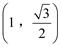 (1, √3/2)